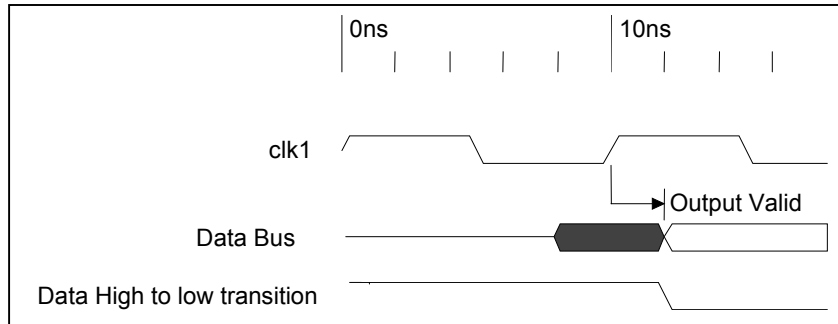 0ns 10ns
clk1
Output Valid
Data Bus
Data High to low transition